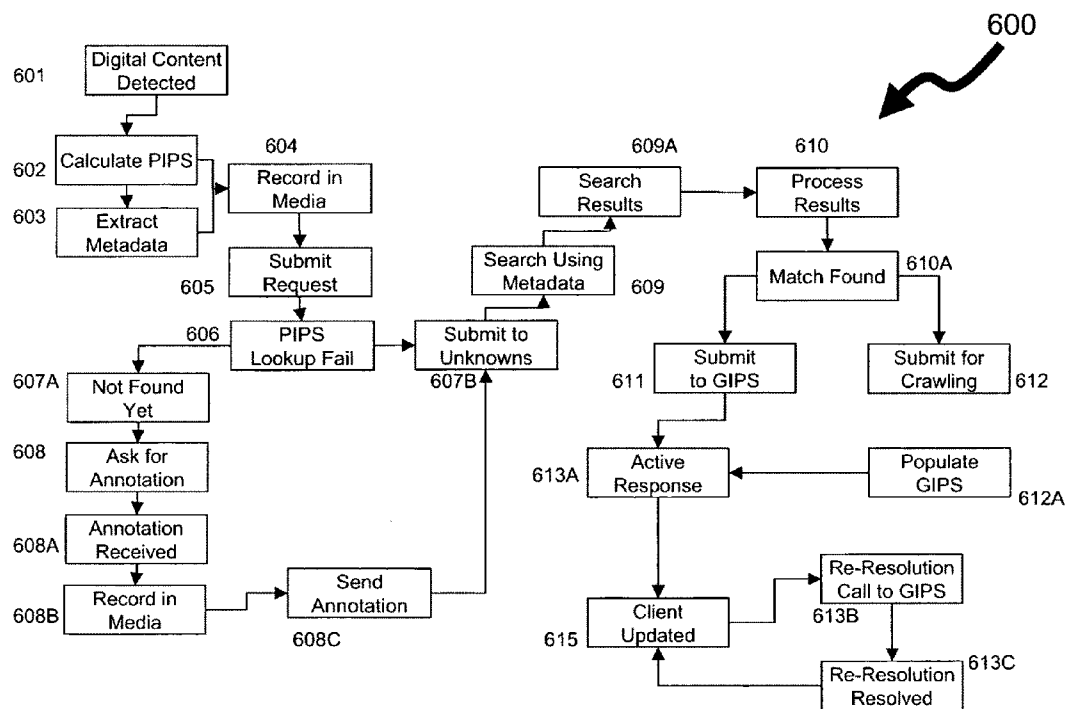 600
601
Digital Content
Detected
602
Calculate PIPS
603
Extract
Metadata
604
Record in
Media
605
Submit
Request
606
PIPS
Lookup Fail
607A
Not Found
Yet
608
Ask for
Annotation
608A
Annotation
Received
608B
Record in
Media
Send
Annotation
608C
Submit to
Unknowns
607B
Search Using
Metadata
609
609A
Search
Results
610
Process
Results
Match Found
610A
Submit
to GIPS
611
Submit for
Crawling
612
613A
Active
Response
Populate
GIPS
612A
615
Client
Updated
Re-Resolution
Call to GIPS
613B
613C
Re-Resolution
Resolved